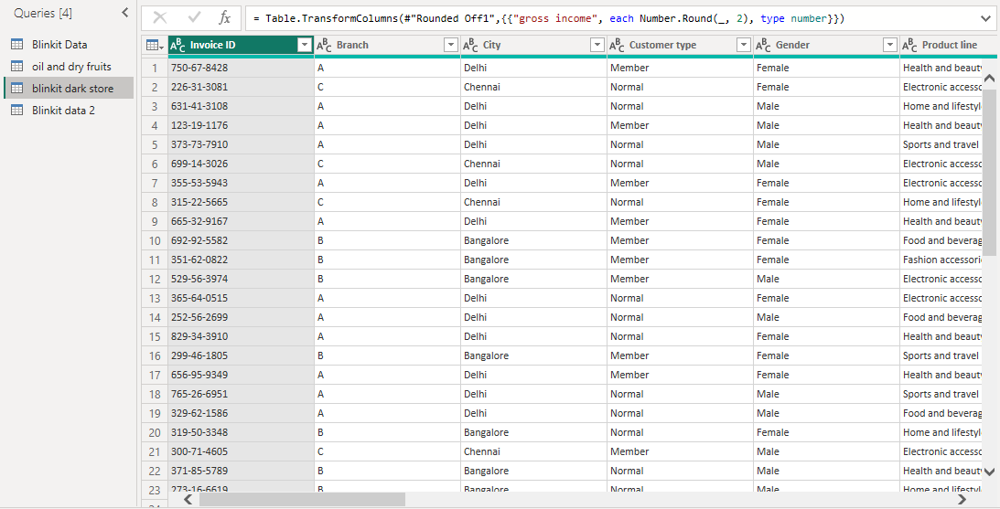 Queries [4]
Blinkit Data
oil and dry fruits
blinkit dark store
Blinkit data 2
fx = Table.TransformColumns(#"Rounded Off1",{{"gross income", each Number.Round(_, 2), type number}})
ABC Invoice ID ABC Branch ABC City ABC Customer type ABC Gender ABC Product line
1 750-67-8428 A Delhi Member Female Health and beaut
2 226-31-3081 C Chennai Normal Female Electronic accesso
3 631-41-3108 A Delhi Normal Male Home and lifestyl
4 123-19-1176 A Delhi Member Male Health and beaut
5 373-73-7910 A Delhi Normal Male Sports and travel
6 699-14-3026 C Chennai Normal Male Electronic accesso
7 355-53-5943 A Delhi Member Female Electronic accesso
8 315-22-5665 C Chennai Normal Female Home and lifestyl
9 665-32-9167 A Delhi Member Female Health and beaut
10 692-92-5582 B Bangalore Member Female Food and beverag
11 351-62-0822 B Bangalore Member Female Fashion accessori
12 529-56-3974 B Bangalore Member Male Electronic accesso
13 365-64-0515 A Delhi Normal Female Electronic accesso
14 252-56-2699 A Delhi Normal Male Food and beverag
15 829-34-3910 A Delhi Normal Female Health and beaut
16 299-46-1805 B Bangalore Member Female Sports and travel
17 656-95-9349 A Delhi Member Female Health and beaut
18 765-26-6951 A Delhi Normal Male Sports and travel
19 329-62-1586 A Delhi Normal Male Food and beverag
20 319-50-3348 B Bangalore Normal Female Home and lifestyl
21 300-71-4605 C Chennai Member Male Electronic accesso
22 371-85-5789 B Bangalore Normal Male Health and beaut
23 273-16-6619 B Bangalore Normal Male Home and lifestyl